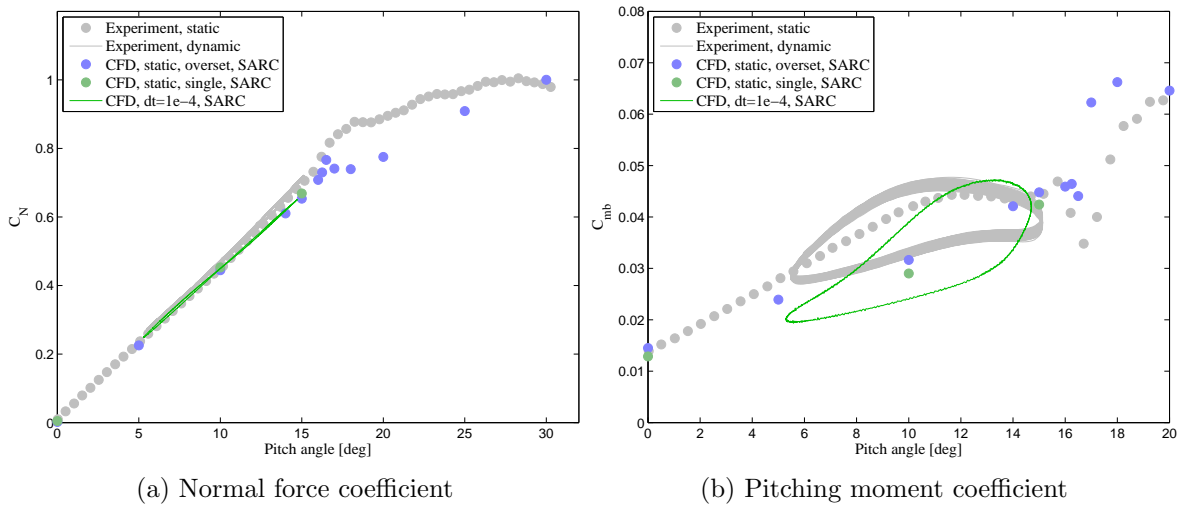 Experiment, static
Experiment, dynamic
CFD, static, overset, SARC
CFD, static, single, SARC
CFD, dt=1e−4, SARC
C_N
1
0.8
0.6
0.4
0.2
0
0 5 10 15 20 25 30
Pitch angle [deg]
(a) Normal force coefficient
Experiment, static
Experiment, dynamic
CFD, static, overset, SARC
CFD, static, single, SARC
CFD, dt=1e−4, SARC
C_mb
0.08
0.07
0.06
0.05
0.04
0.03
0.02
0.01
0
0 2 4 6 8 10 12 14 16 18 20
Pitch angle [deg]
(b) Pitching moment coefficient